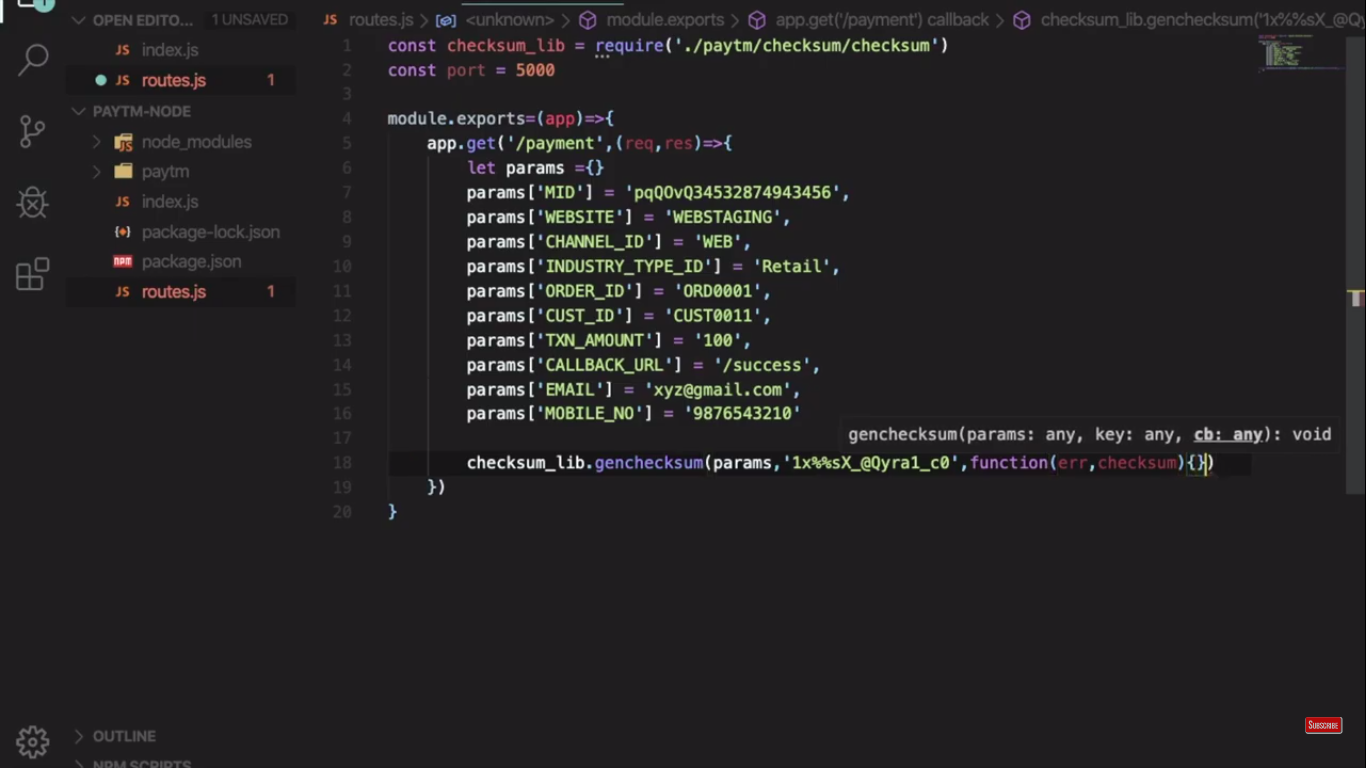 1
OPEN EDITO... 1 UNSAVED
JS index.js
JS routes.js 1
PAYTM-NODE
node_modules
paytm
JS index.js
package-lock.json
npm package.json
JS routes.js 1
OUTLINE
NPM SCRIPTS
JS routes.js > <unknown> > module.exports > app.get('/payment') callback > checksum_lib.genchecksum('1x%%sX_@Qy
1 const checksum_lib = require('./paytm/checksum/checksum')
2 const port = 5000
3
4 module.exports=(app)=>{
5 app.get('/payment',(req,res)=>{
6 let params ={}
7 params['MID'] = 'pqQOvQ34532874943456',
8 params['WEBSITE'] = 'WEBSTAGING',
9 params['CHANNEL_ID'] = 'WEB',
10 params['INDUSTRY_TYPE_ID'] = 'Retail',
11 params['ORDER_ID'] = 'ORD0001',
12 params['CUST_ID'] = 'CUST0011',
13 params['TXN_AMOUNT'] = '100',
14 params['CALLBACK_URL'] = '/success',
15 params['EMAIL'] = 'xyz@gmail.com',
16 params['MOBILE_NO'] = '9876543210'
17
genchecksum(params: any, key: any, cb: any): void
18 checksum_lib.genchecksum(params,'1x%%sX_@Qyra1_c0',function(err,checksum){})
19 })
20 }
SUBSCRIBE